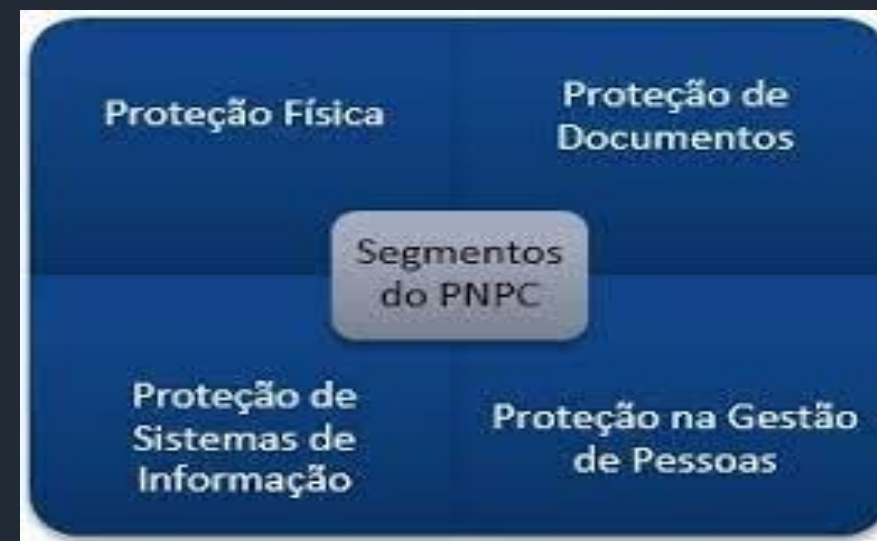 Proteção Física
Proteção de
Documentos
Segmentos
do PNPC
Proteção de
Sistemas de
Informação
Proteção na Gestão
de Pessoas